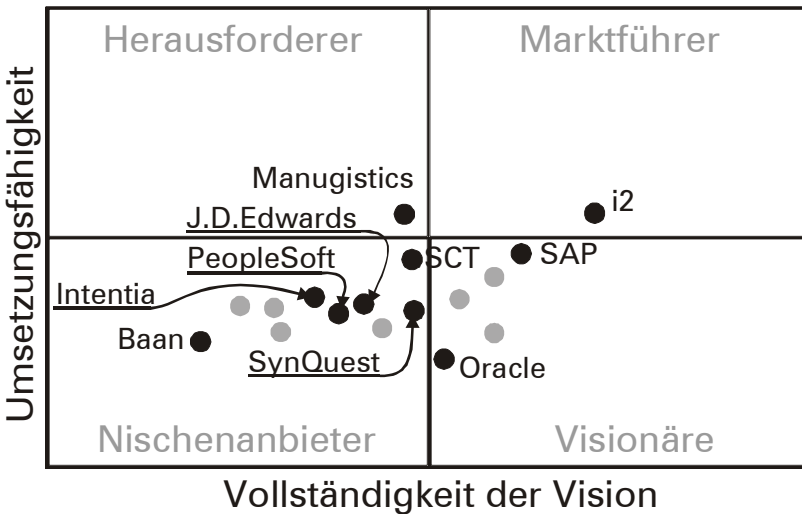 Herausforderer
Marktführer
Umsetzungsfähigkeit
Manugistics
i2
J.D.Edwards
PeopleSoft
SCT
SAP
Intentia
Baan
SynQuest
Oracle
Nischenanbieter
Visionäre
Vollständigkeit der Vision